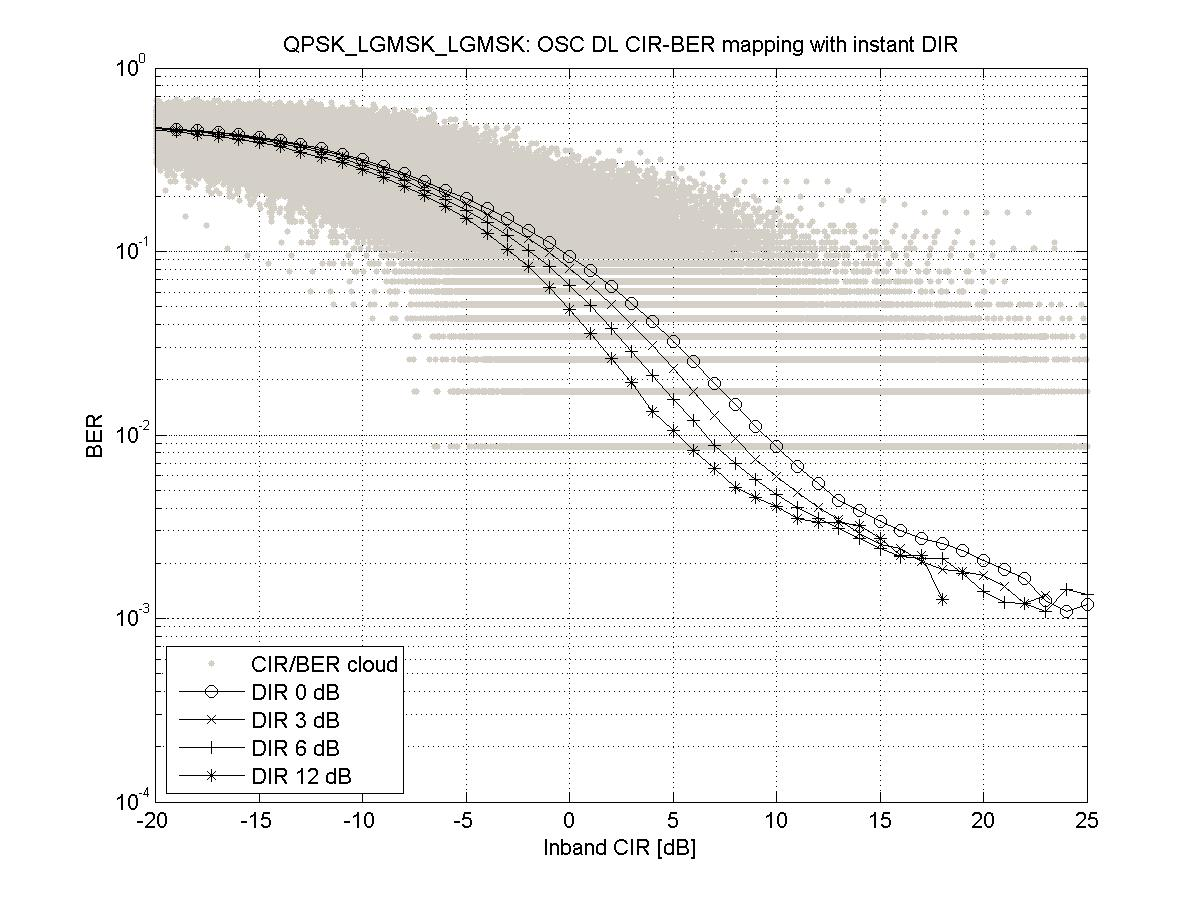 QPSK_LGMSK_LGMSK: OSC DL CIR-BER mapping with instant DIR
10^0
10^-1
10^-2
10^-3
10^-4
BER
CIR/BER cloud
DIR 0 dB
DIR 3 dB
DIR 6 dB
DIR 12 dB
-20 -15 -10 -5 0 5 10 15 20 25
Inband CIR [dB]